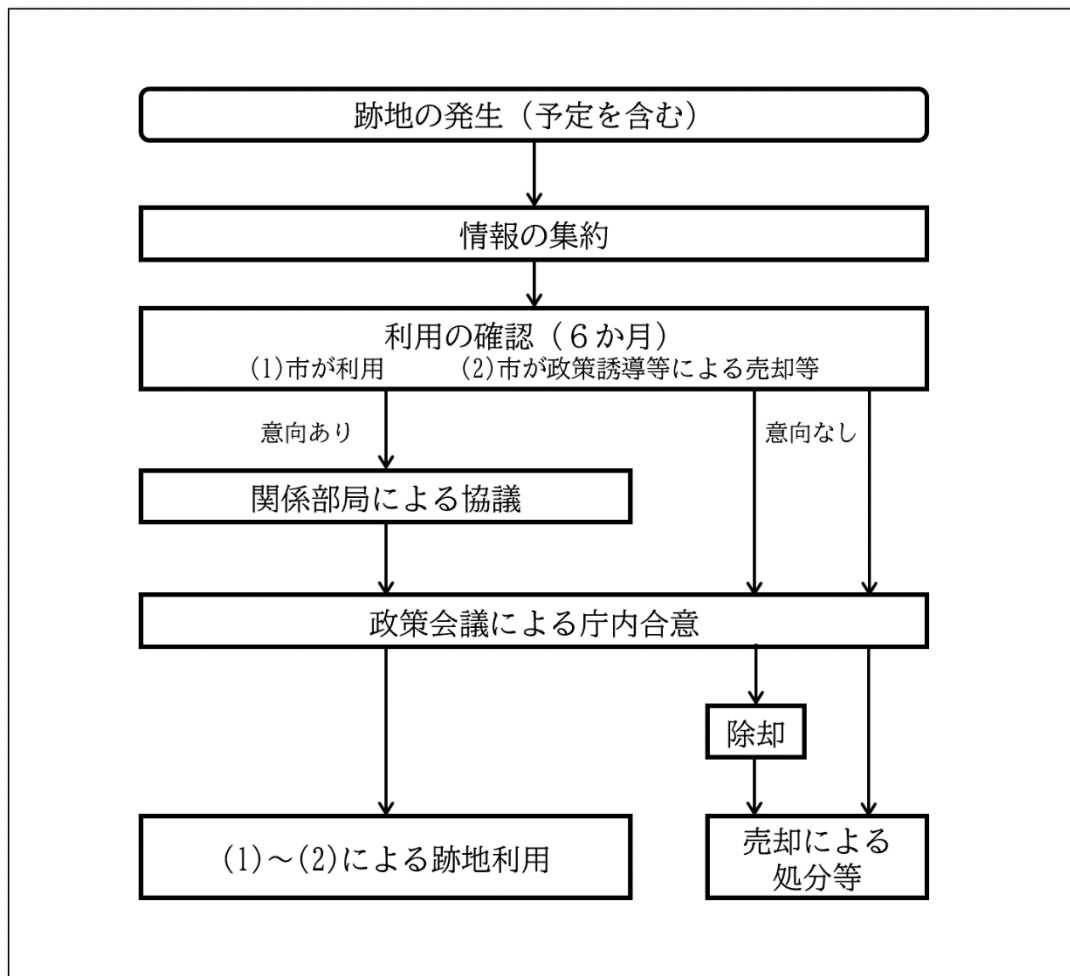 跡地の発生（予定を含む）
情報の集約
利用の確認（６か月）
(1)市が利用　　(2)市が政策誘導等による売却等
意向あり
意向なし
関係部局による協議
政策会議による庁内合意
除却
(1)～(2)による跡地利用
売却による
処分等